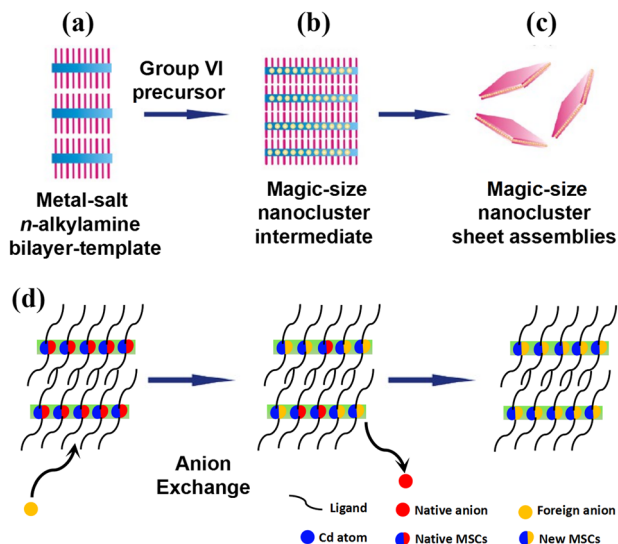 (a)
(b)
(c)
Group VI
precursor
Metal-salt
n-alkylamine
bilayer-template
Magic-size
nanocluster
intermediate
Magic-size
nanocluster
sheet assemblies
(d)
Anion
Exchange
Ligand
Native anion
Foreign anion
Cd atom
Native MSCs
New MSCs